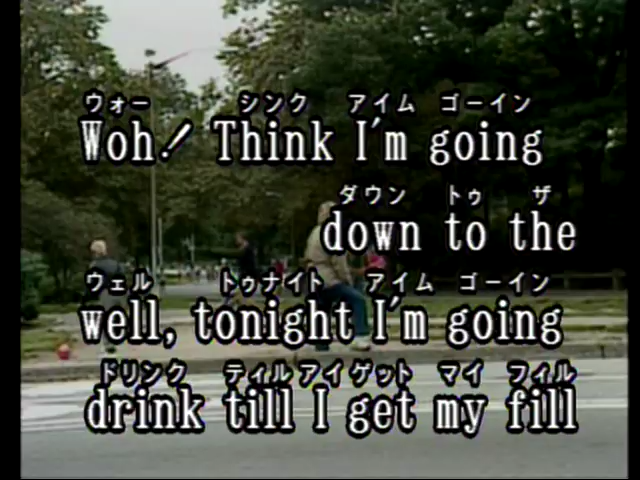 ウォー シンク アイム ゴーイン
Woh! Think I'm going
ダウン トゥ ザ
down to the
ウェル トゥナイト アイム ゴーイン
well, tonight I'm going
ドリンク ティルアイゲット マイ フィル
drink till I get my fill